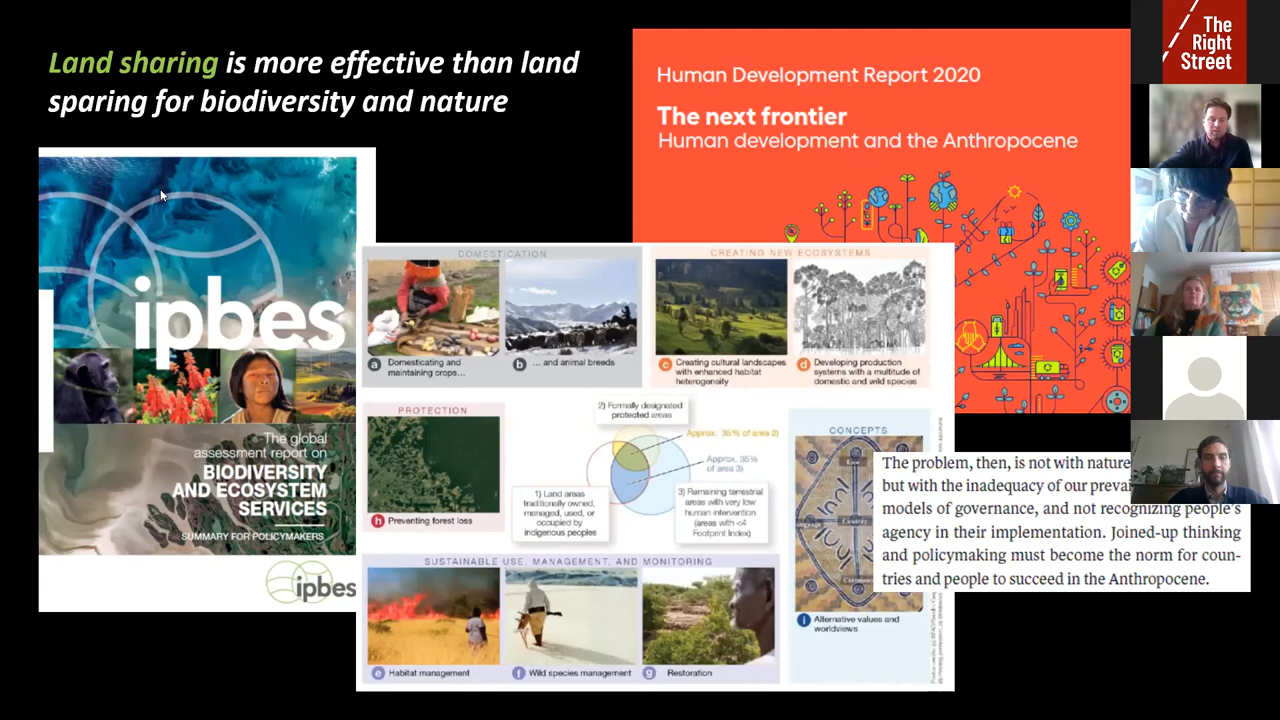 Land sharing is more effective than land
sparing for biodiversity and nature
The
Right
Street
Human Development Report 2020
The next frontier
Human development and the Anthropocene
ipbes
The global
assessment report on
BIODIVERSITY
AND ECOSYSTEM
SERVICES
SUMMARY FOR POLICYMAKERS
ipbes
DOMESTICATION
a Domesticating and
maintaining crops...
b ... and animal breeds
CREATING NEW ECOSYSTEMS
c Creating cultural landscapes
with enhanced habitat
heterogeneity
d Developing production
systems with a multitude of
domestic and wild species
PROTECTION
h Preventing forest loss
2) Formally designated
protected areas
Approx. 35% of area 2)
Approx. 35%
of area 3)
1) Land areas
traditionally owned,
managed, used, or
occupied by
indigenous peoples
3) Remaining terrestrial
areas with very low
human intervention
(areas with <4
Footprint Index)
CONCEPTS
Law
Country
i Alternative values and
worldviews
SUSTAINABLE USE, MANAGEMENT, AND MONITORING
e Habitat management
f Wild species management
g Restoration
The problem, then, is not with nature
but with the inadequacy of our
models of governance, and not recognizing people's
agency in their implementation. Joined-up thinking
and policymaking must become the norm for coun-
tries and people to succeed in the Anthropocene.